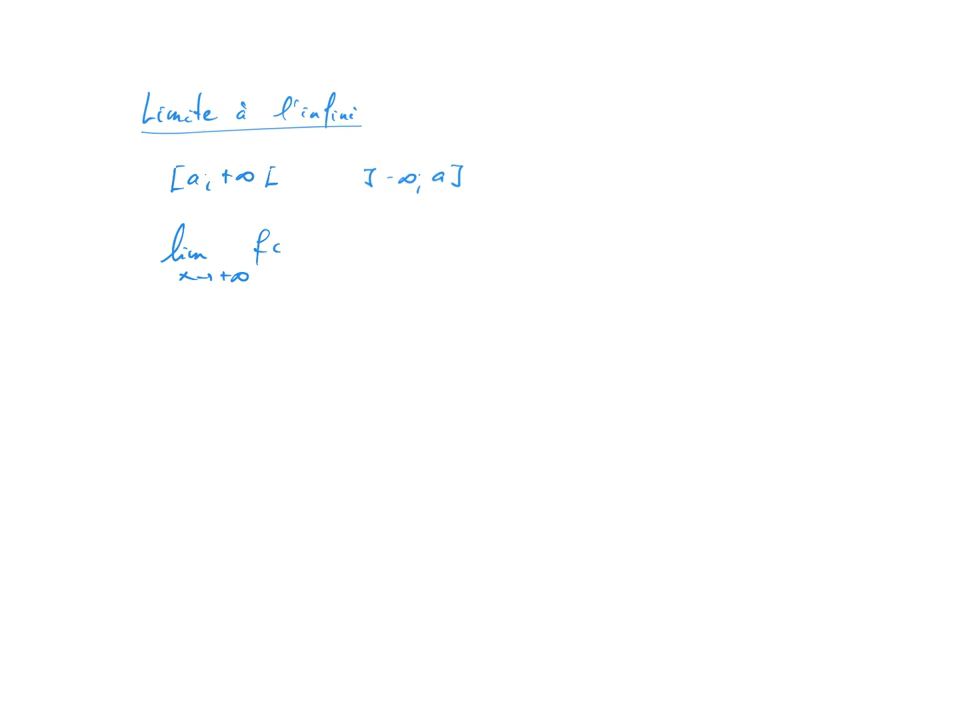 Limite à l'infini
[a; +∞[ ]-∞; a]
lim f(
x→+∞